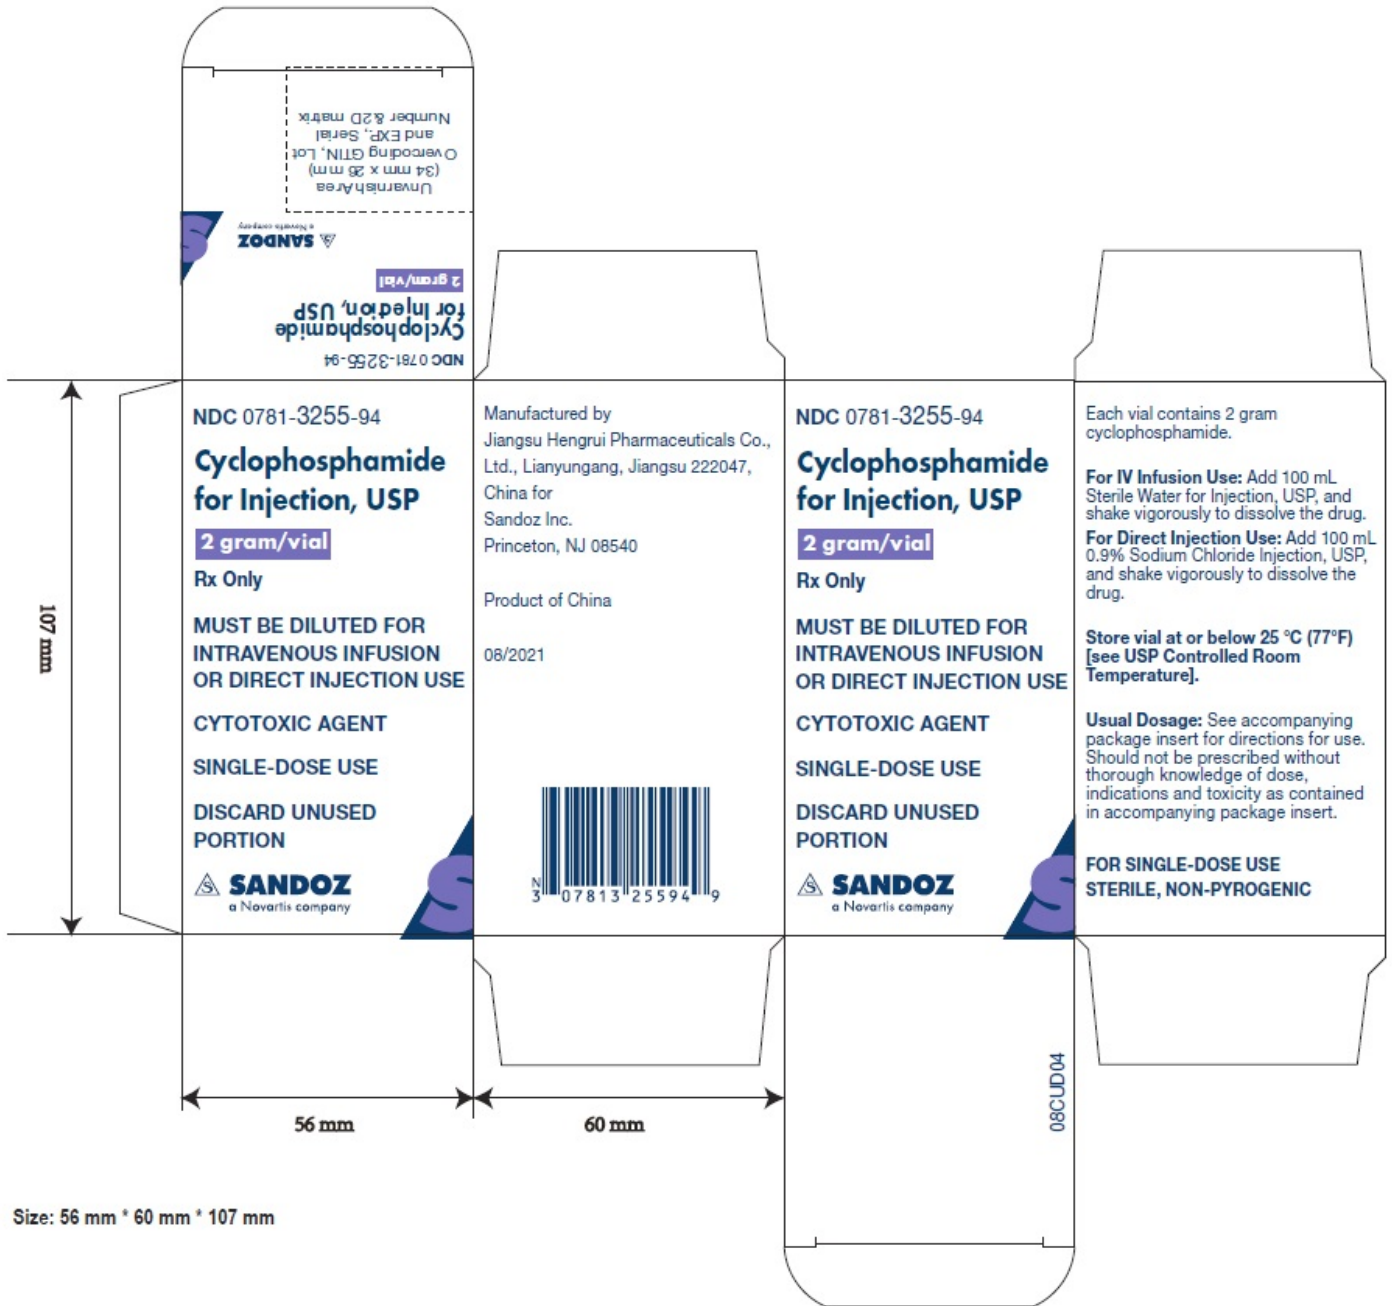 Unvarnish Area
(34 mm x 26 mm)
Overcoding GTIN, Lot
and EXP., Serial
Number &2D matrix
SANDOZ
a Novartis company
S
2 gram/vial
Cyclophosphamide
for Injection, USP
NDC 0781-3255-94
107 mm
NDC 0781-3255-94
Cyclophosphamide
for Injection, USP
2 gram/vial
Rx Only
MUST BE DILUTED FOR
INTRAVENOUS INFUSION
OR DIRECT INJECTION USE
CYTOTOXIC AGENT
SINGLE-DOSE USE
DISCARD UNUSED
PORTION
S SANDOZ
a Novartis company
S
Manufactured by
Jiangsu Hengrui Pharmaceuticals Co.,
Ltd., Lianyungang, Jiangsu 222047,
China for
Sandoz Inc.
Princeton, NJ 08540
Product of China
08/2021
N
3 07813 25594 9
NDC 0781-3255-94
Cyclophosphamide
for Injection, USP
2 gram/vial
Rx Only
MUST BE DILUTED FOR
INTRAVENOUS INFUSION
OR DIRECT INJECTION USE
CYTOTOXIC AGENT
SINGLE-DOSE USE
DISCARD UNUSED
PORTION
S SANDOZ
a Novartis company
S
Each vial contains 2 gram
cyclophosphamide.
For IV Infusion Use: Add 100 mL
Sterile Water for Injection, USP, and
shake vigorously to dissolve the drug.
For Direct Injection Use: Add 100 mL
0.9% Sodium Chloride Injection, USP,
and shake vigorously to dissolve the
drug.
Store vial at or below 25 °C (77°F)
[see USP Controlled Room
Temperature].
Usual Dosage: See accompanying
package insert for directions for use.
Should not be prescribed without
thorough knowledge of dose,
indications and toxicity as contained
in accompanying package insert.
FOR SINGLE-DOSE USE
STERILE, NON-PYROGENIC
56 mm
60 mm
08CUD04
Size: 56 mm * 60 mm * 107 mm